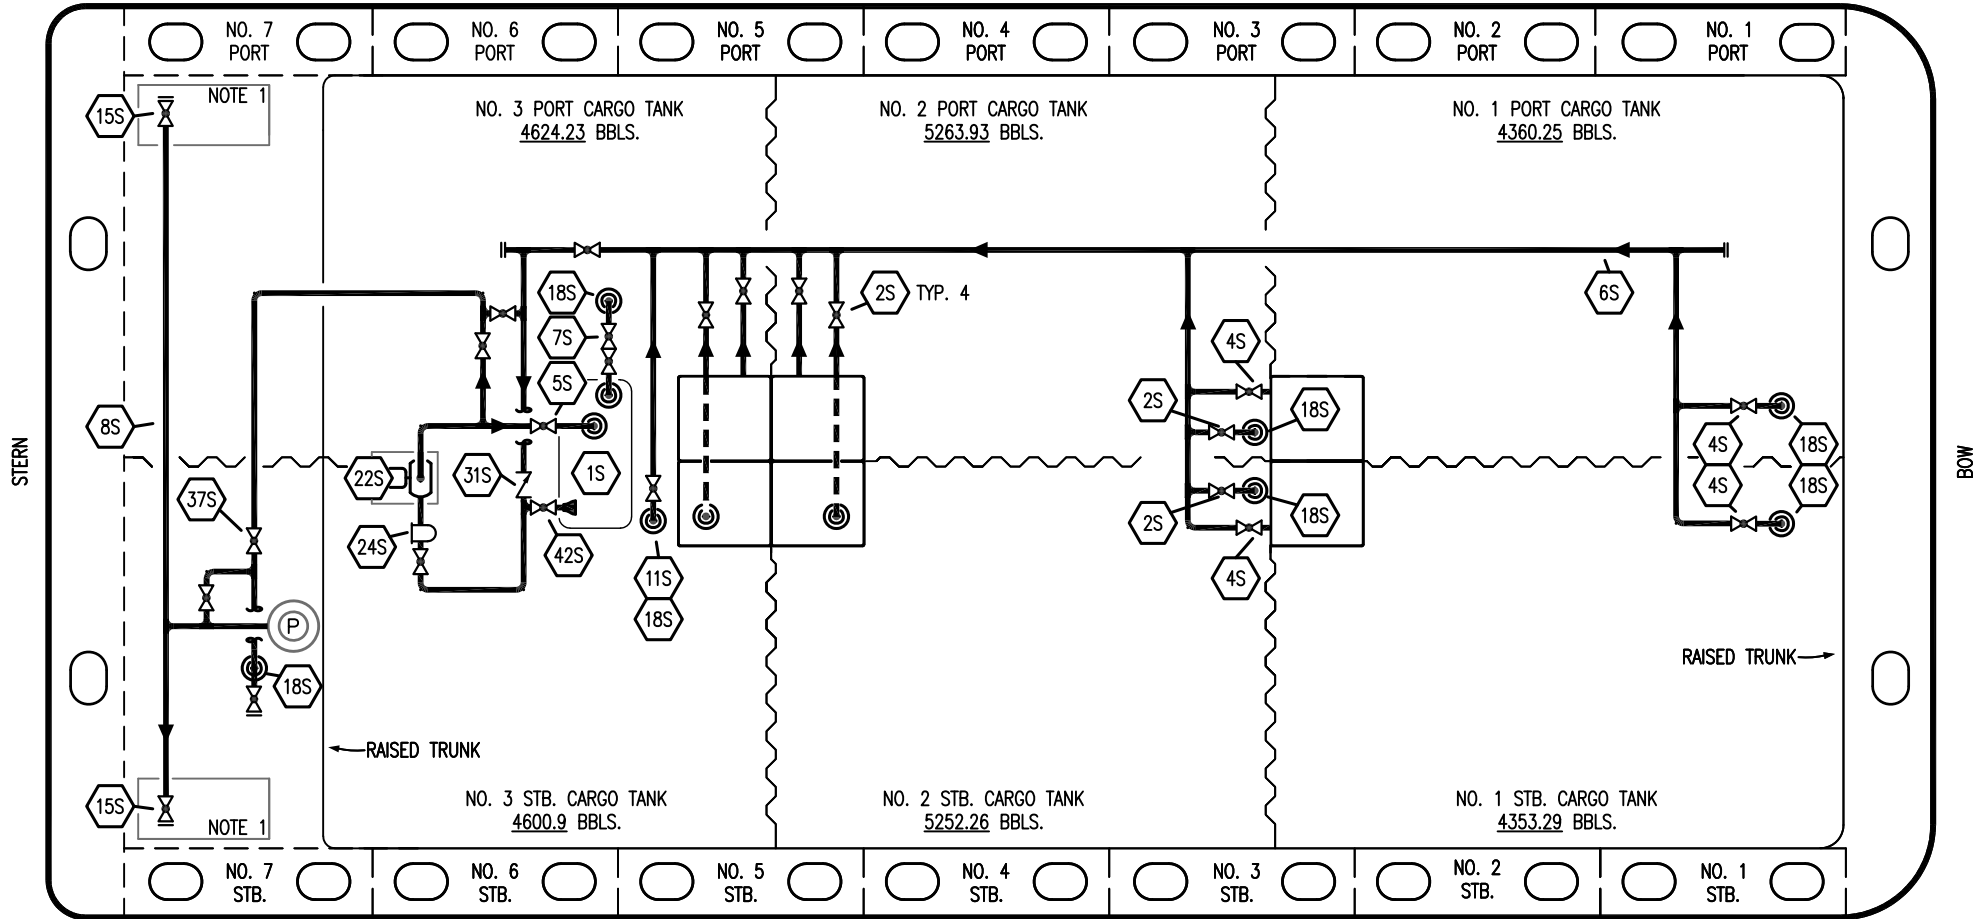 NO. 7
PORT
NO. 6
PORT
NO. 5
PORT
NO. 4
PORT
NO. 3
PORT
NO. 2
PORT
NO. 1
PORT
15S
NOTE 1
NO. 3 PORT CARGO TANK
4624.23 BBLS.
NO. 2 PORT CARGO TANK
5263.93 BBLS.
NO. 1 PORT CARGO TANK
4360.25 BBLS.
18S
7S
5S
2S TYP. 4
6S
4S
2S
18S
4S
18S
4S
18S
8S
STERN
BOW
22S
31S
1S
37S
24S
42S
11S
18S
2S
18S
4S
P
18S
RAISED TRUNK
RAISED TRUNK
15S
NOTE 1
NO. 3 STB. CARGO TANK
4600.9 BBLS.
NO. 2 STB. CARGO TANK
5252.26 BBLS.
NO. 1 STB. CARGO TANK
4353.29 BBLS.
NO. 7
STB.
NO. 6
STB.
NO. 5
STB.
NO. 4
STB.
NO. 3
STB.
NO. 2
STB.
NO. 1
STB.